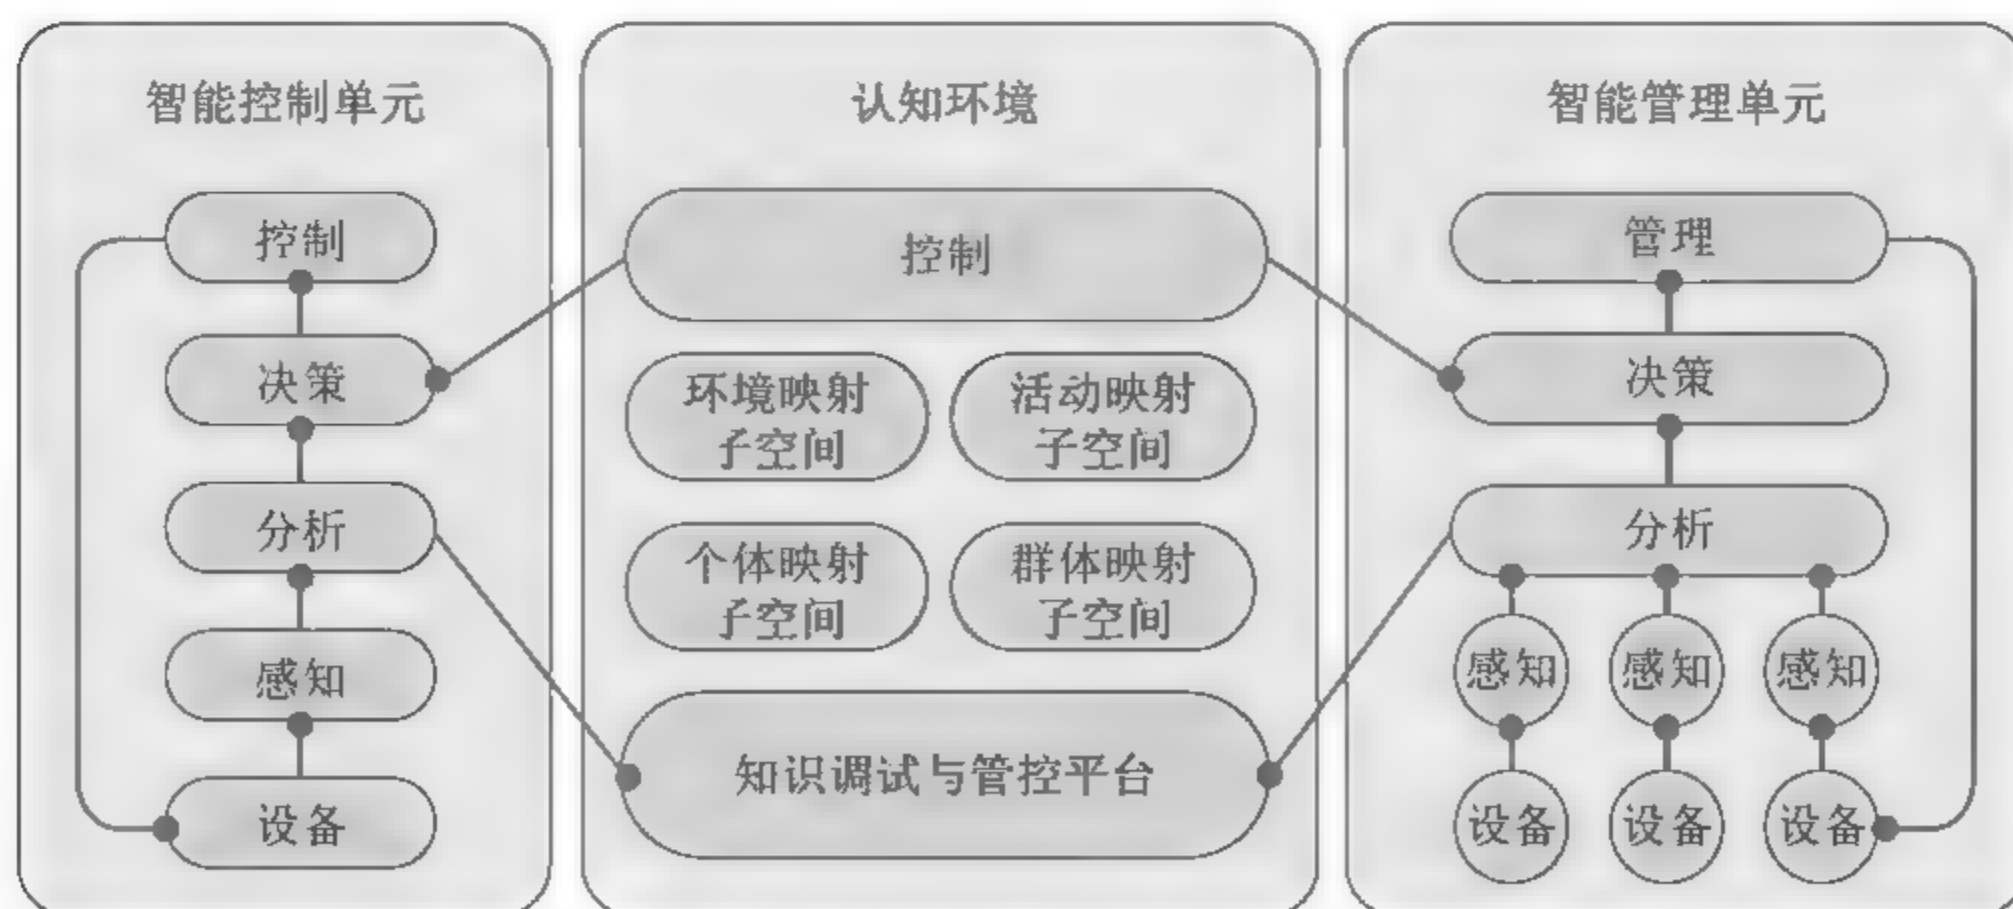 智能控制单元
控制
决策
分析
感知
设备
认知环境
控制
环境映射
子空间
活动映射
子空间
个体映射
子空间
群体映射
子空间
知识调试与管控平台
智能管理单元
管理
决策
分析
感知
感知
感知
设备
设备
设备